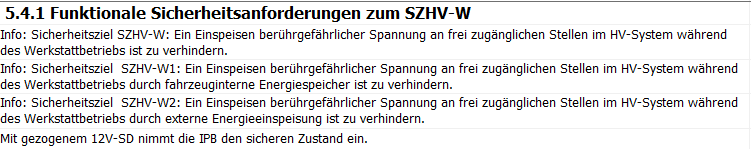 5.4.1 Funktionale Sicherheitsanforderungen zum SZHV-W
Info: Sicherheitsziel SZHV-W: Ein Einspeisen berührgefährlicher Spannung an frei zugänglichen Stellen im HV-System während
des Werkstattbetriebs ist zu verhindern.
Info: Sicherheitsziel  SZHV-W1: Ein Einspeisen berührgefährlicher Spannung an frei zugänglichen Stellen im HV-System während
des Werkstattbetriebs durch fahrzeuginterne Energiespeicher ist zu verhindern.
Info: Sicherheitsziel  SZHV-W2: Ein Einspeisen berührgefährlicher Spannung an frei zugänglichen Stellen im HV-System während
des Werkstattbetriebs durch externe Energieeinspeisung ist zu verhindern.
Mit gezogenem 12V-SD nimmt die IPB den sicheren Zustand ein.